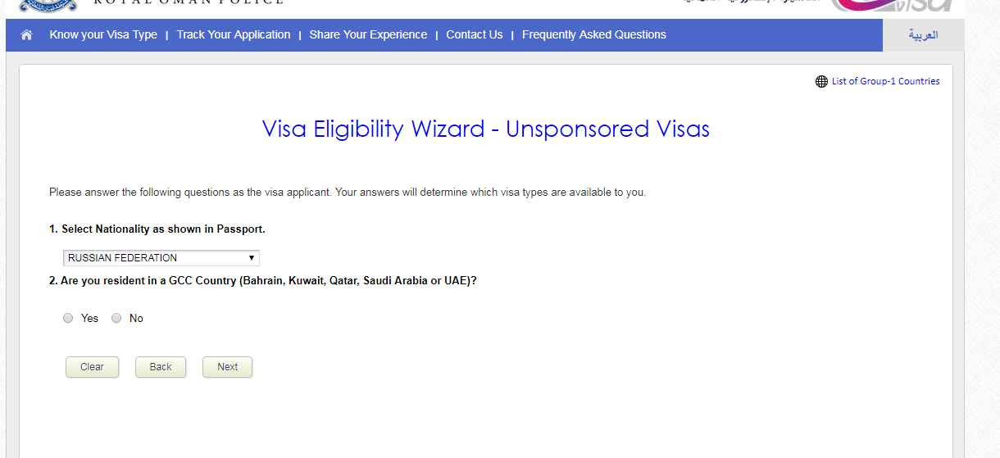 ROYAL OMAN POLICE
visa
Know your Visa Type | Track Your Application | Share Your Experience | Contact Us | Frequently Asked Questions
العربية
List of Group-1 Countries
Visa Eligibility Wizard - Unsponsored Visas
Please answer the following questions as the visa applicant. Your answers will determine which visa types are available to you.
1. Select Nationality as shown in Passport.
RUSSIAN FEDERATION
2. Are you resident in a GCC Country (Bahrain, Kuwait, Qatar, Saudi Arabia or UAE)?
Yes No
Clear Back Next